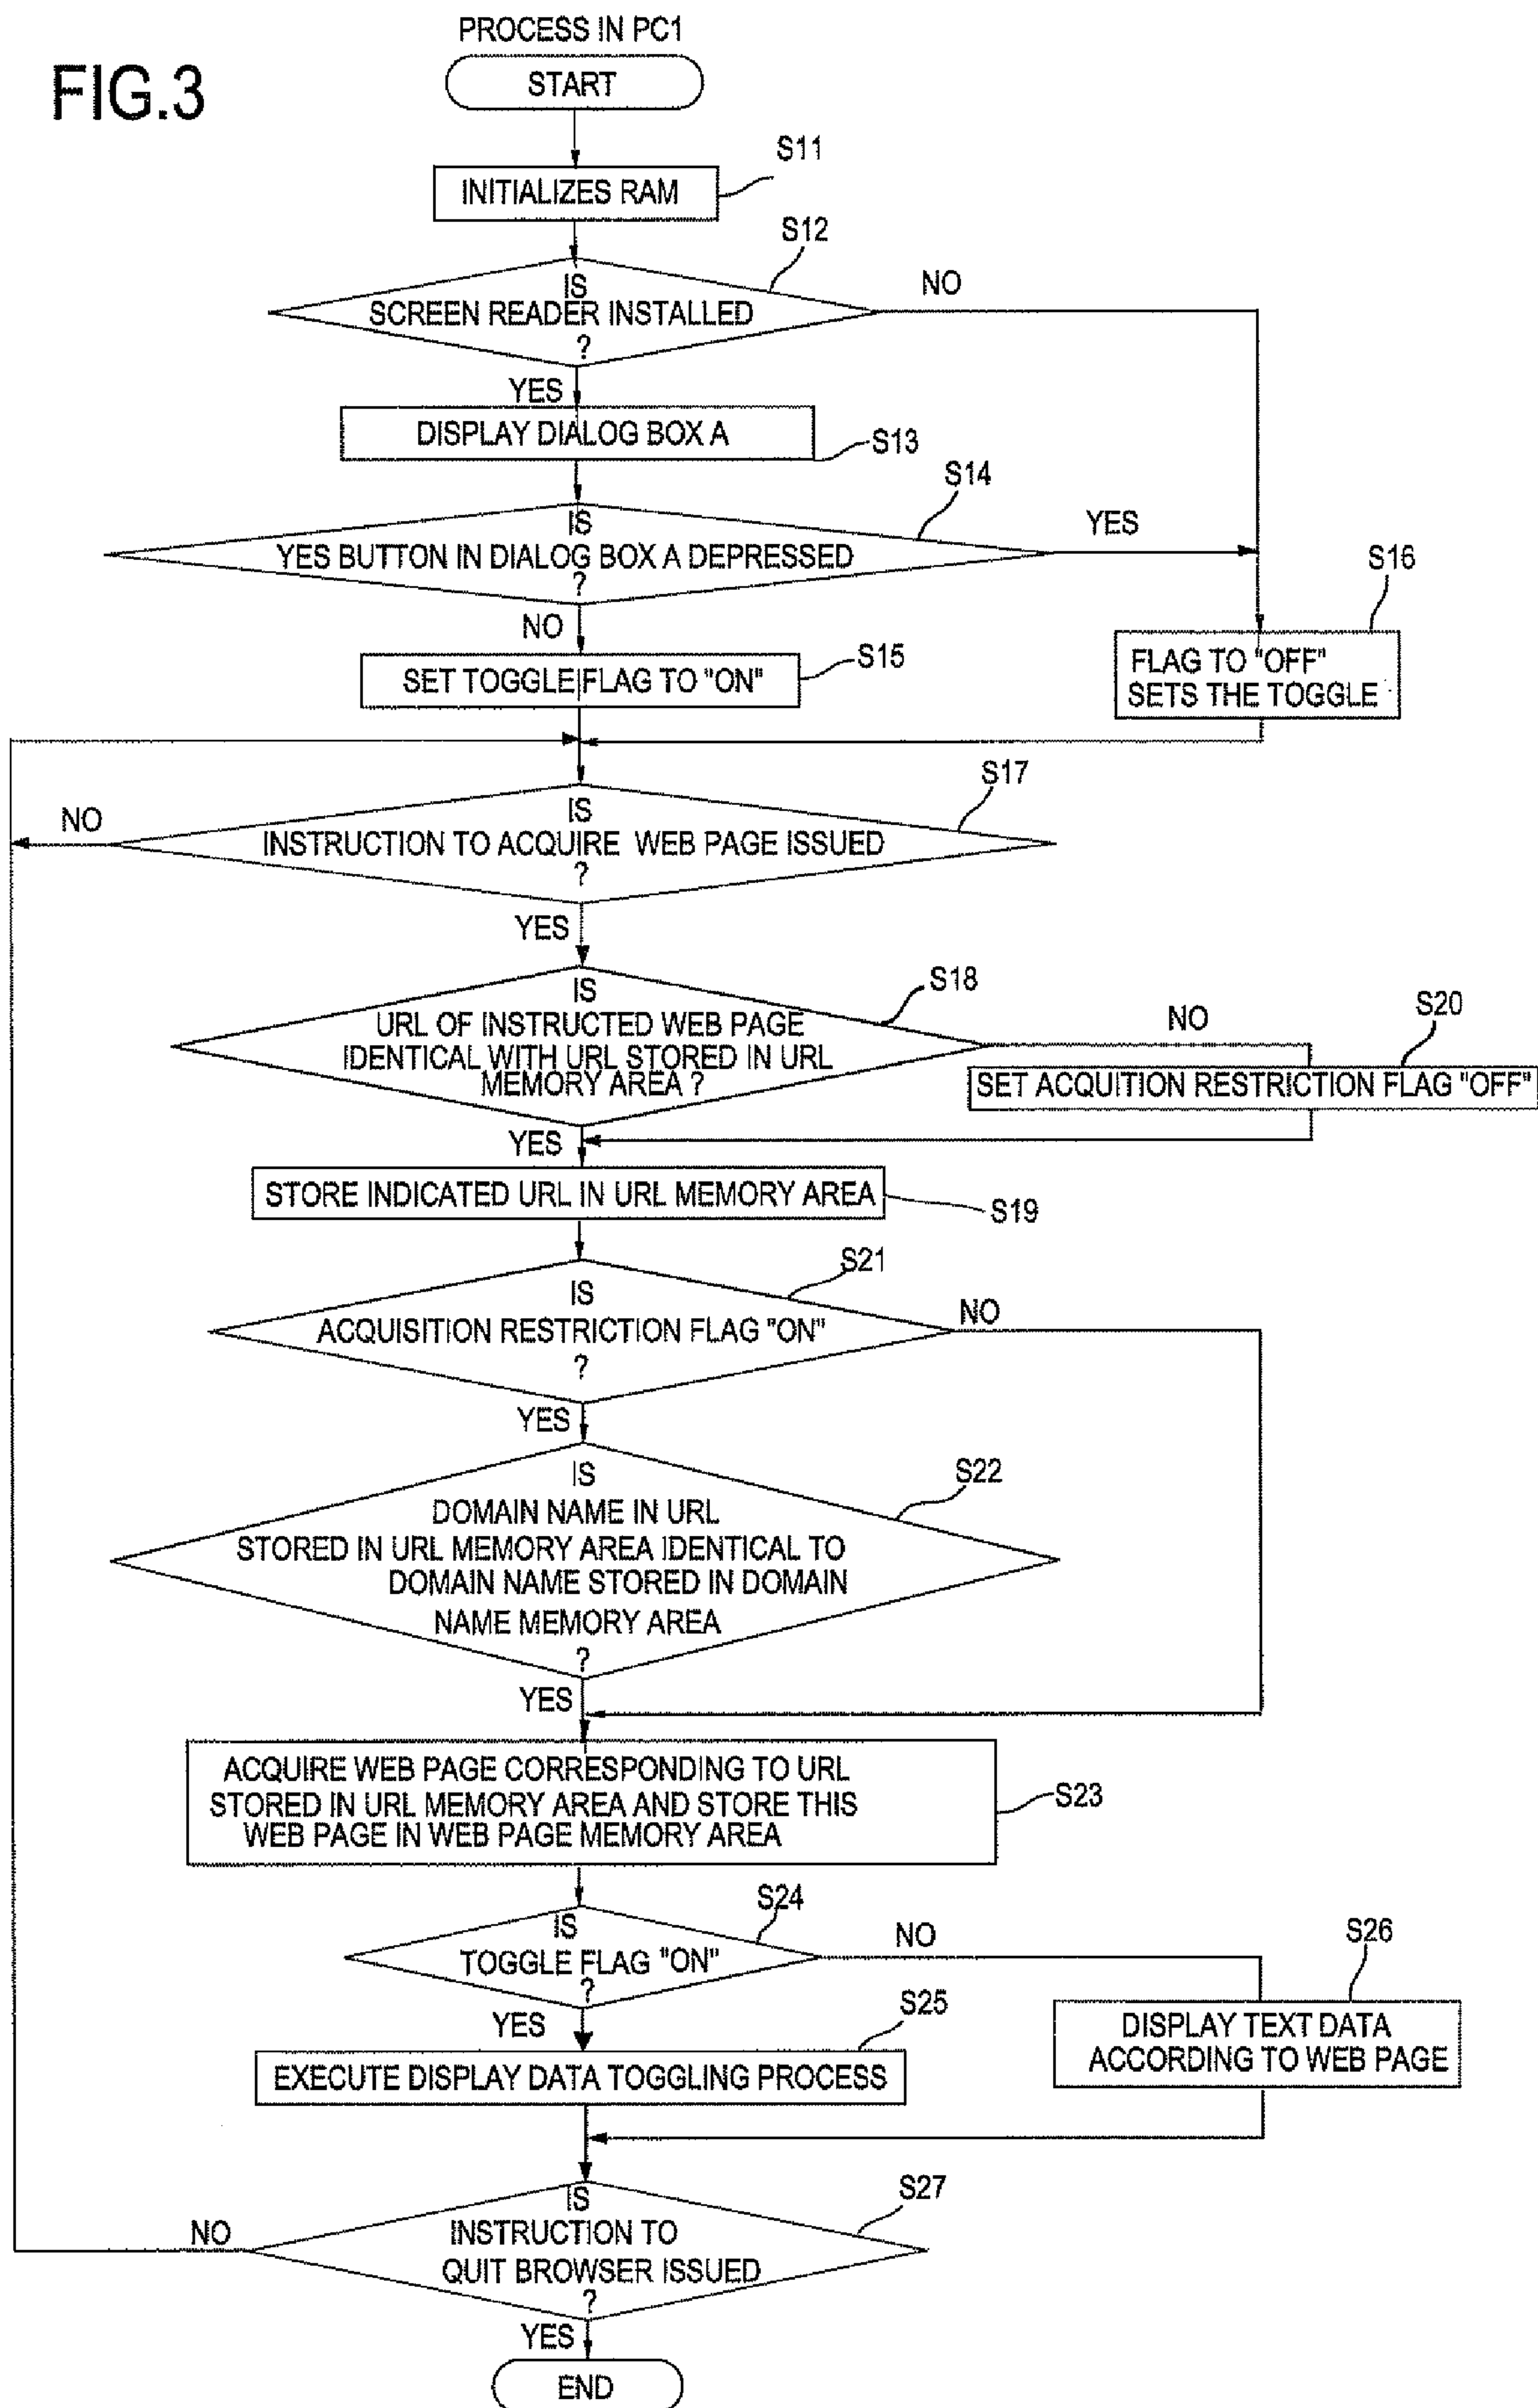 PROCESS IN PC1
FIG.3
START
S11
INITIALIZES RAM
S12
IS
SCREEN READER INSTALLED
?
NO
YES
DISPLAY DIALOG BOX A
S13
S14
IS
YES BUTTON IN DIALOG BOX A DEPRESSED
?
YES
NO
S16
S15
SET TOGGLE FLAG TO "ON"
FLAG TO "OFF"
SETS THE TOGGLE
S17
IS
INSTRUCTION TO ACQUIRE WEB PAGE ISSUED
?
NO
YES
S18
IS
URL OF INSTRUCTED WEB PAGE
IDENTICAL WITH URL STORED IN URL
MEMORY AREA ?
NO
S20
SET ACQUITION RESTRICTION FLAG "OFF"
YES
STORE INDICATED URL IN URL MEMORY AREA
S19
S21
IS
ACQUISITION RESTRICTION FLAG "ON"
?
NO
YES
S22
IS
DOMAIN NAME IN URL
STORED IN URL MEMORY AREA IDENTICAL TO
DOMAIN NAME STORED IN DOMAIN
NAME MEMORY AREA
?
YES
ACQUIRE WEB PAGE CORRESPONDING TO URL
STORED IN URL MEMORY AREA AND STORE THIS
WEB PAGE IN WEB PAGE MEMORY AREA
S23
S24
IS
TOGGLE FLAG "ON"
?
NO
S26
YES
S25
EXECUTE DISPLAY DATA TOGGLING PROCESS
DISPLAY TEXT DATA
ACCORDING TO WEB PAGE
S27
IS
INSTRUCTION TO
QUIT BROWSER ISSUED
?
NO
YES
END